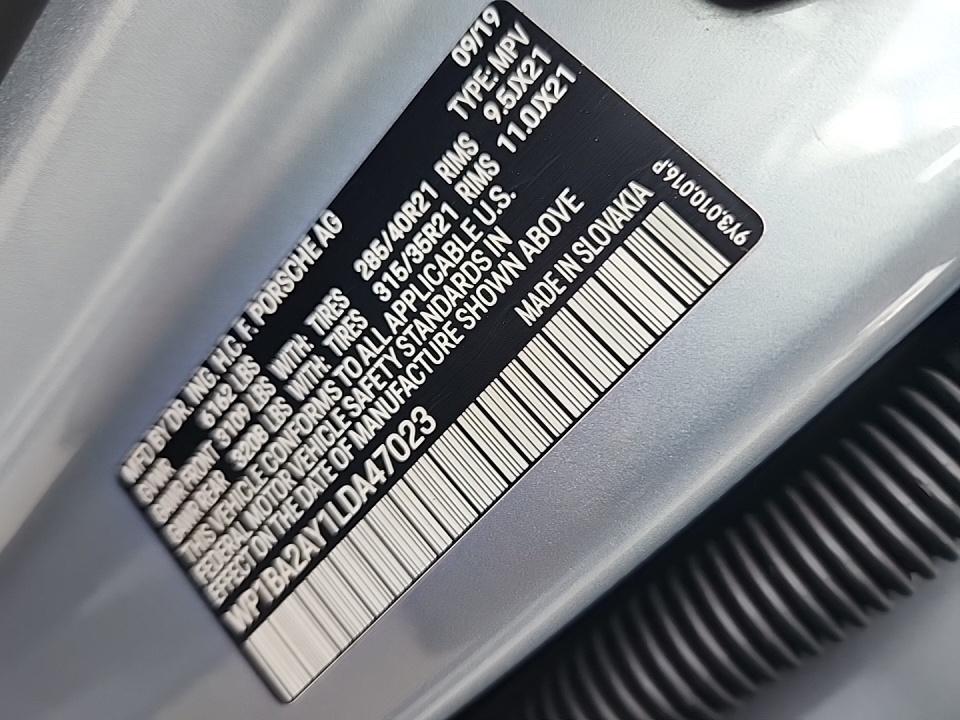 MFD BY DR. ING. H.C. F. PORSCHE AG 09/19
GVWR 6142 LBS TYPE: MPV
GAWR FRONT 3109 LBS WITH: TIRES 285/40R21 RIMS 9.5JX21
GAWR REAR 3208 LBS WITH: TIRES 315/35R21 RIMS 11.0JX21
THIS VEHICLE CONFORMS TO ALL APPLICABLE U.S.
FEDERAL MOTOR VEHICLE SAFETY STANDARDS IN
EFFECT ON THE DATE OF MANUFACTURE SHOWN ABOVE
WP1BA2AY1LDA47023 MADE IN SLOVAKIA
9Y3.010.016.P